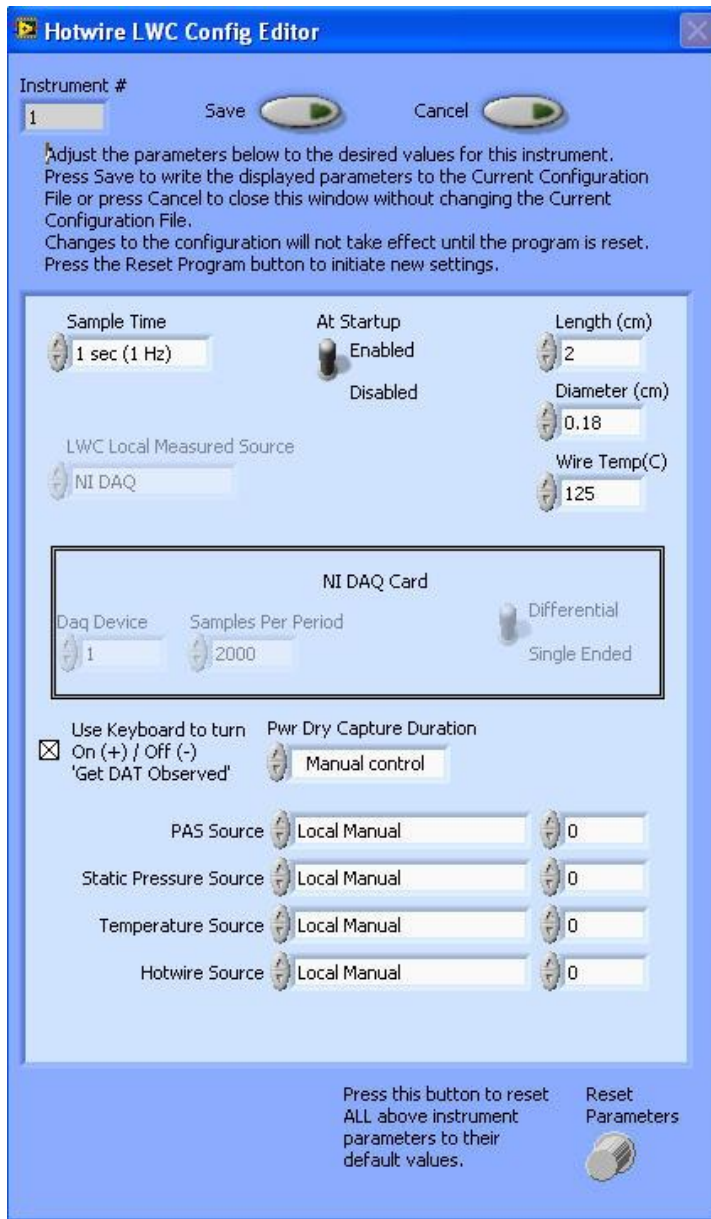 Hotwire LWC Config Editor
Instrument #
1
Save
Cancel
Adjust the parameters below to the desired values for this instrument.
Press Save to write the displayed parameters to the Current Configuration
File or press Cancel to close this window without changing the Current
Configuration File.
Changes to the configuration will not take effect until the program is reset.
Press the Reset Program button to initiate new settings.
Sample Time
1 sec (1 Hz)
At Startup
Enabled
Disabled
Length (cm)
2
Diameter (cm)
0.18
Wire Temp(C)
125
LWC Local Measured Source
NI DAQ
NI DAQ Card
Daq Device
1
Samples Per Period
2000
Differential
Single Ended
Use Keyboard to turn
On (+) / Off (-)
'Get DAT Observed'
Pwr Dry Capture Duration
Manual control
PAS Source Local Manual 0
Static Pressure Source Local Manual 0
Temperature Source Local Manual 0
Hotwire Source Local Manual 0
Press this button to reset
ALL above instrument
parameters to their
default values.
Reset
Parameters